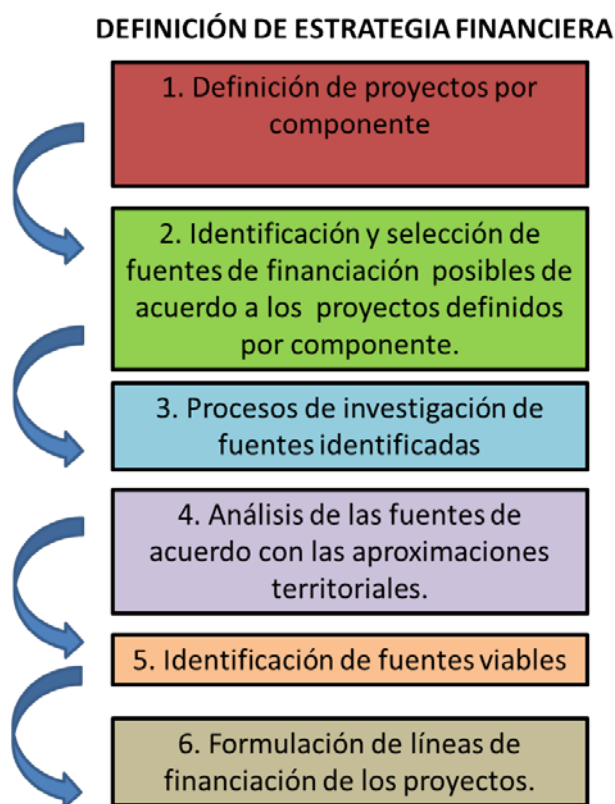 DEFINICIÓN DE ESTRATEGIA FINANCIERA
1. Definición de proyectos por
componente
2. Identificación y selección de
fuentes de financiación posibles de
acuerdo a los proyectos definidos
por componente.
3. Procesos de investigación de
fuentes identificadas
4. Análisis de las fuentes de
acuerdo con las aproximaciones
territoriales.
5. Identificación de fuentes viables
6. Formulación de líneas de
financiación de los proyectos.